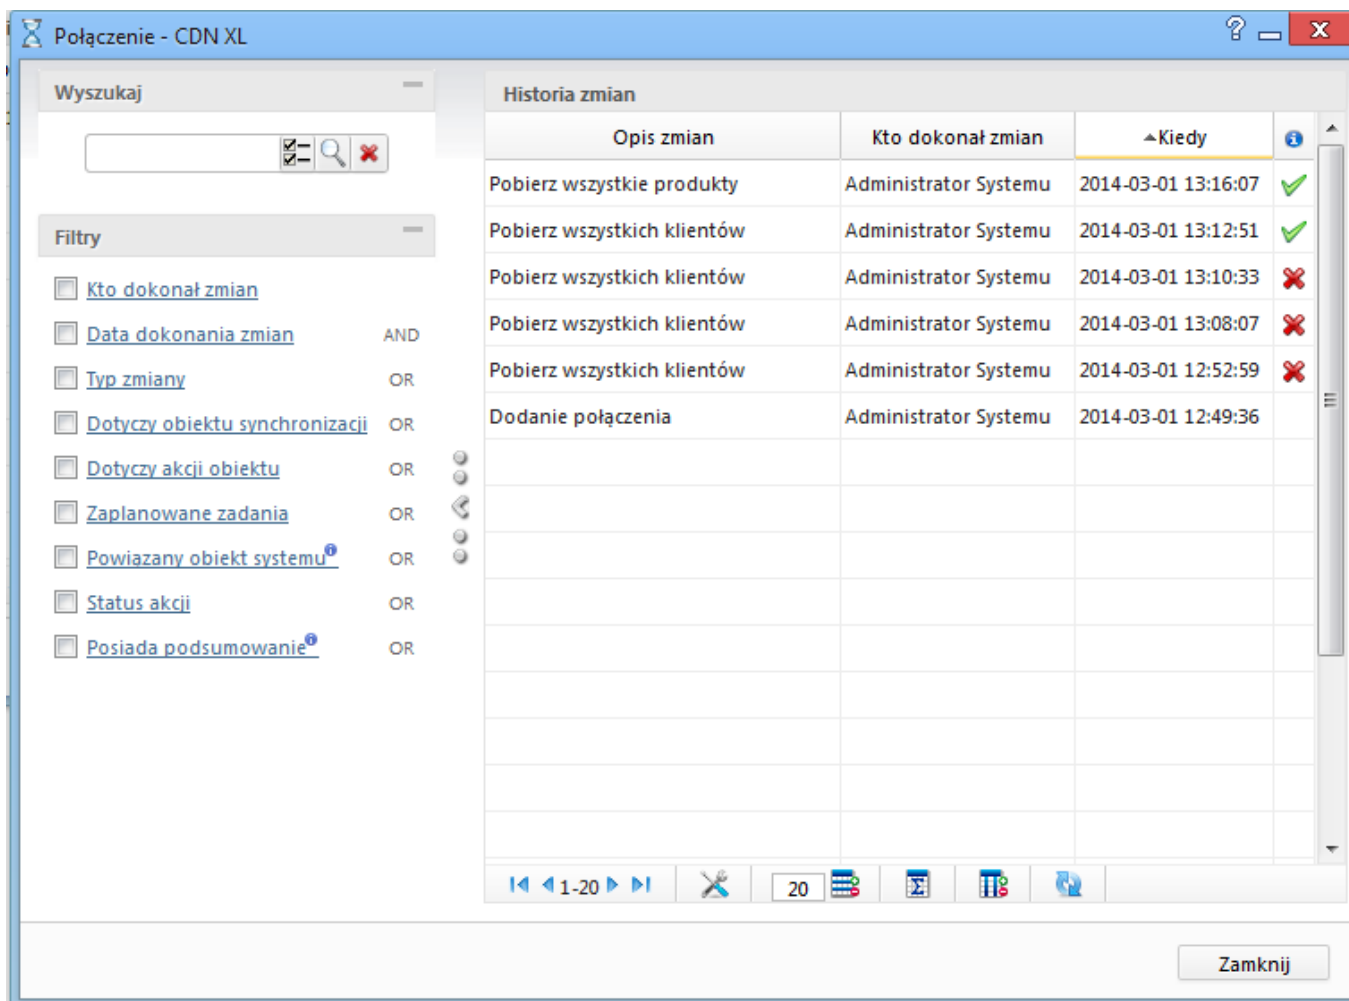 Połączenie - CDN XL
Wyszukaj
Filtry
Kto dokonał zmian
Data dokonania zmian AND
Typ zmiany OR
Dotyczy obiektu synchronizacji OR
Dotyczy akcji obiektu OR
Zaplanowane zadania OR
Powiazany obiekt systemu OR
Status akcji OR
Posiada podsumowanie OR
Historia zmian
Opis zmian Kto dokonał zmian Kiedy
Pobierz wszystkie produkty Administrator Systemu 2014-03-01 13:16:07
Pobierz wszystkich klientów Administrator Systemu 2014-03-01 13:12:51
Pobierz wszystkich klientów Administrator Systemu 2014-03-01 13:10:33
Pobierz wszystkich klientów Administrator Systemu 2014-03-01 13:08:07
Pobierz wszystkich klientów Administrator Systemu 2014-03-01 12:52:59
Dodanie połączenia Administrator Systemu 2014-03-01 12:49:36
1-20 20
Zamknij